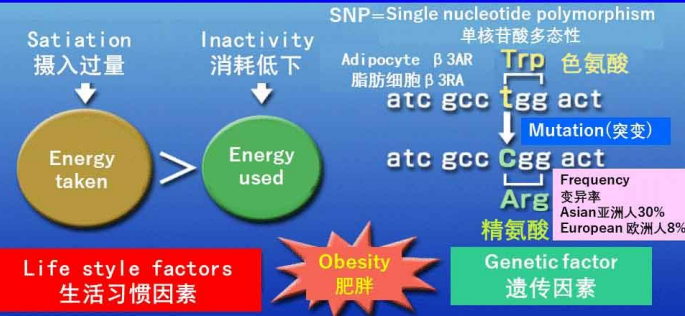 Satiation
摄入过量
Inactivity
消耗低下
Energy
taken
>
Energy
used
Life style factors
生活习惯因素
Obesity
肥胖
SNP=Single nucleotide polymorphism
单核苷酸多态性
Adipocyte β3AR
脂肪细胞β3RA
Trp 色氨酸
atc gcc tgg act
Mutation(突变)
atc gcc Cgg act
Arg
精氨酸
Frequency
变异率
Asian亚洲人30%
European 欧洲人8%
Genetic factor
遗传因素